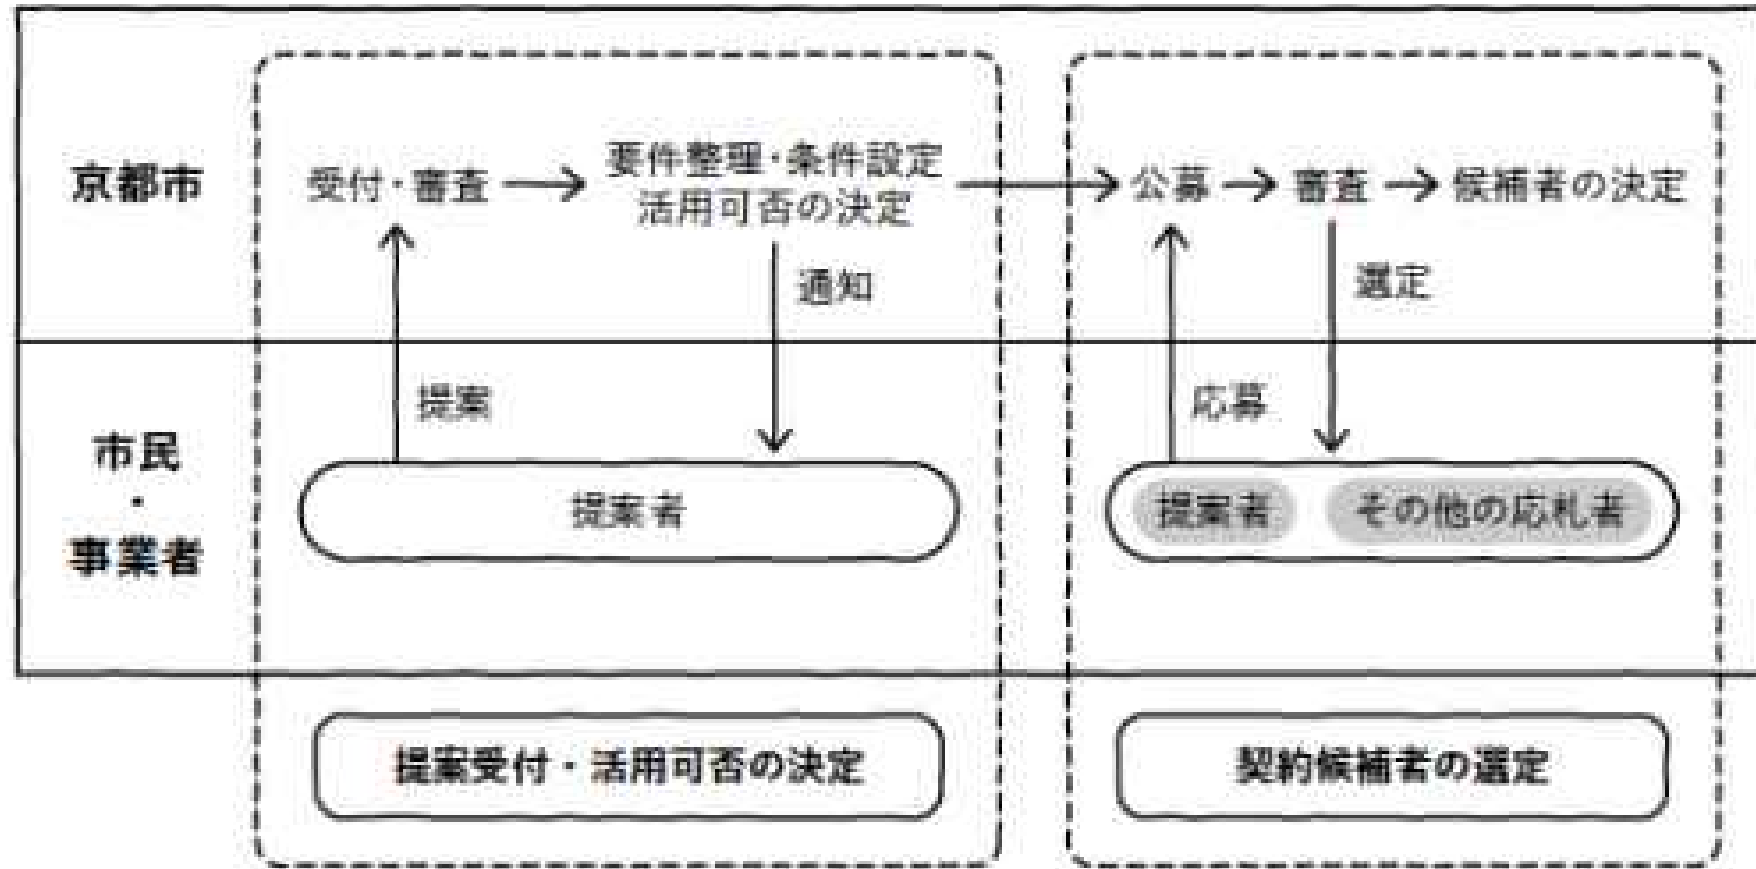 京都市
受付・審査
要件整理・条件設定
活用可否の決定
公募
審査
候補者の決定
通知
選定
市民
・
事業者
提案
応募
提案者
提案者
その他の応札者
提案受付・活用可否の決定
契約候補者の選定